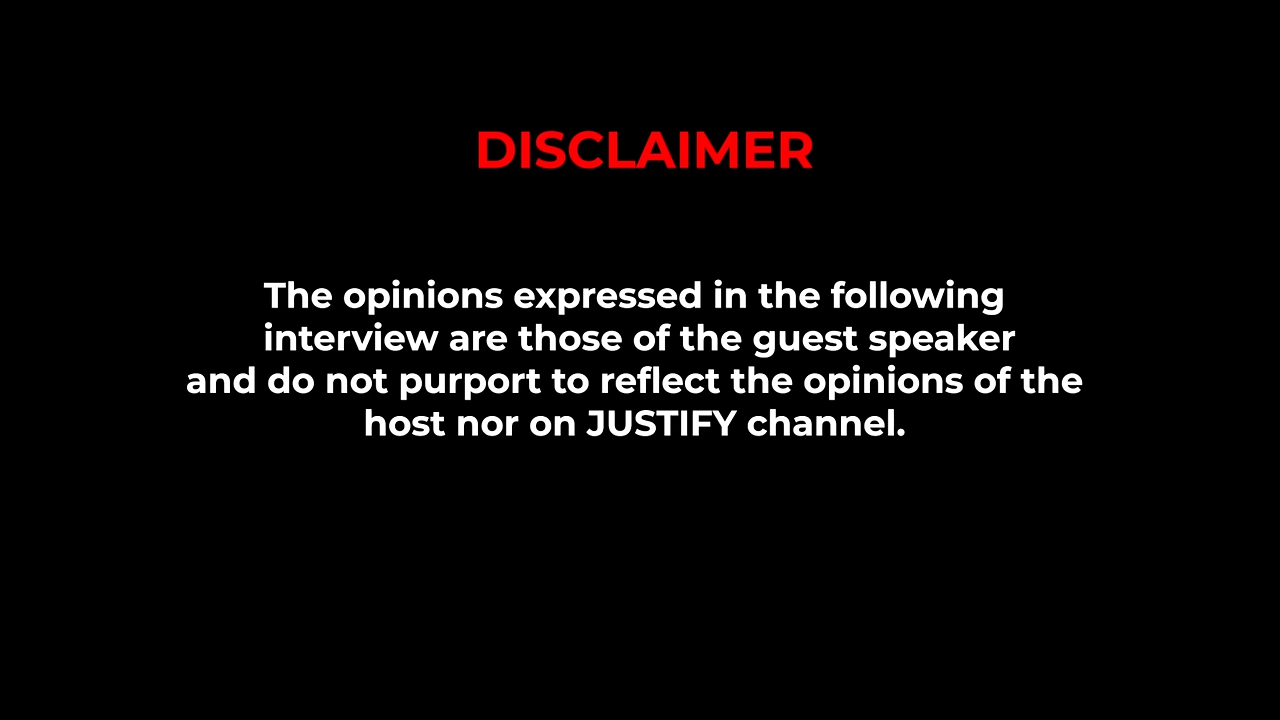 DISCLAIMER
The opinions expressed in the following
interview are those of the guest speaker
and do not purport to reflect the opinions of the
host nor on JUSTIFY channel.